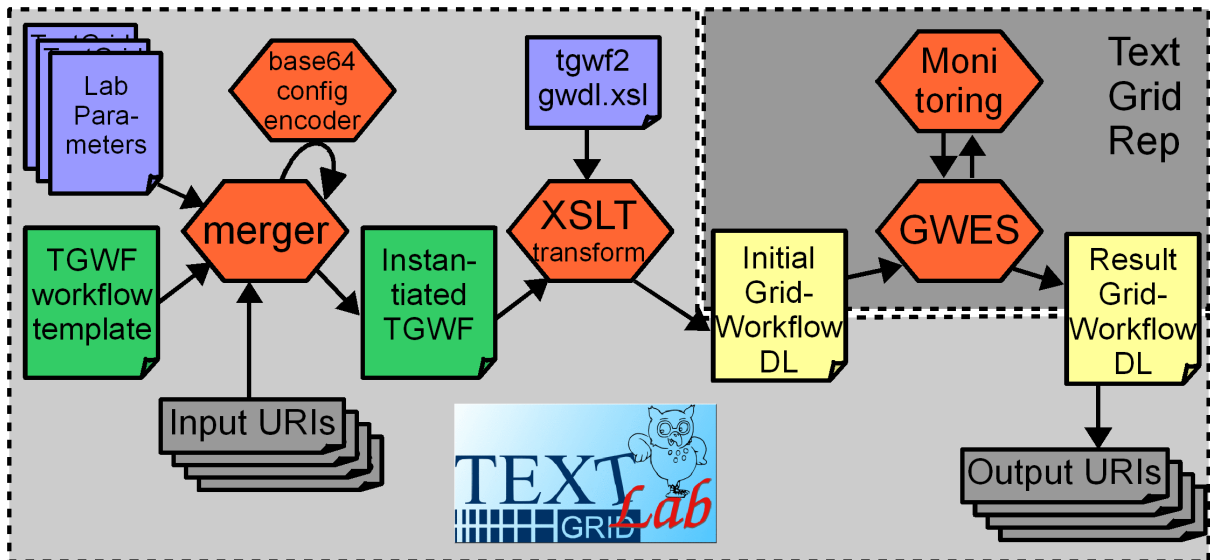 TextGrid
TextGrid
Lab
Para-
meters
base64
config
encoder
tgwf2
gwdl.xsl
Moni
toring
Text
Grid
Rep
merger
XSLT
transform
GWES
TGWF
workflow
template
Instan-
tiated
TGWF
Initial
Grid-
Workflow
DL
Result
Grid-
Workflow
DL
Input URIs
TEXT
GRID
Lab
Output URIs